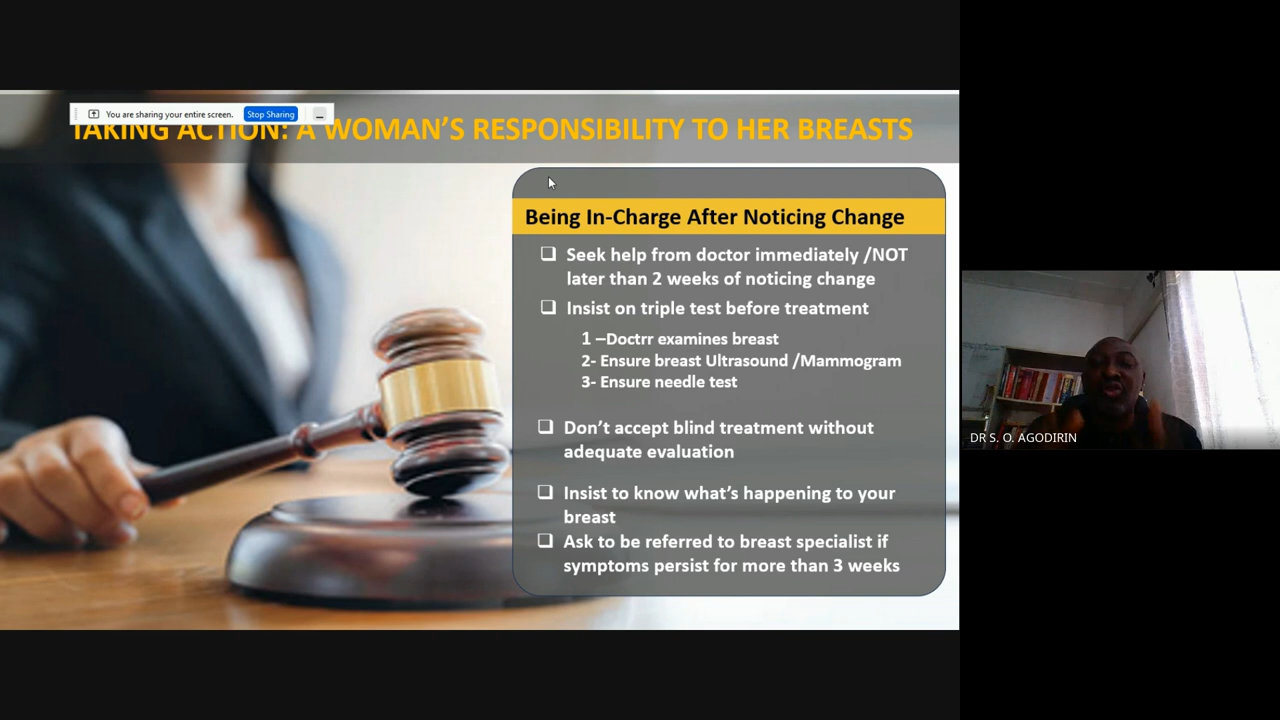 You are sharing your entire screen. Stop Sharing
TAKING ACTION: A WOMAN'S RESPONSIBILITY TO HER BREASTS
Being In-Charge After Noticing Change
Seek help from doctor immediately /NOT
later than 2 weeks of noticing change
Insist on triple test before treatment
1 –Doctrr examines breast
2- Ensure breast Ultrasound /Mammogram
3- Ensure needle test
Don't accept blind treatment without
adequate evaluation
Insist to know what's happening to your
breast
Ask to be referred to breast specialist if
symptoms persist for more than 3 weeks
DR S. O. AGODIRIN